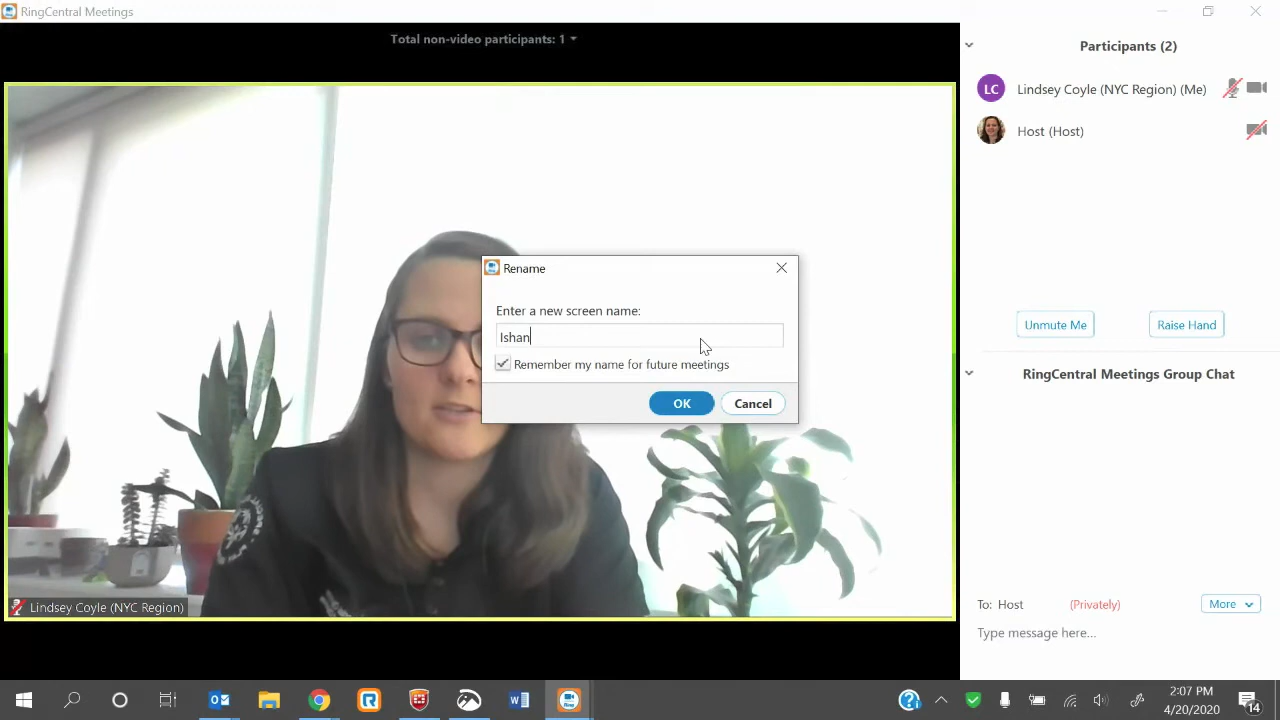 RingCentral Meetings
Total non-video participants: 1
Participants (2)
LC
Lindsey Coyle (NYC Region) (Me)
Host (Host)
Rename
Enter a new screen name:
Ishan
Remember my name for future meetings
OK
Cancel
Unmute Me
Raise Hand
RingCentral Meetings Group Chat
Lindsey Coyle (NYC Region)
To: Host
(Privately)
More
Type message here...
2:07 PM
4/20/2020
14